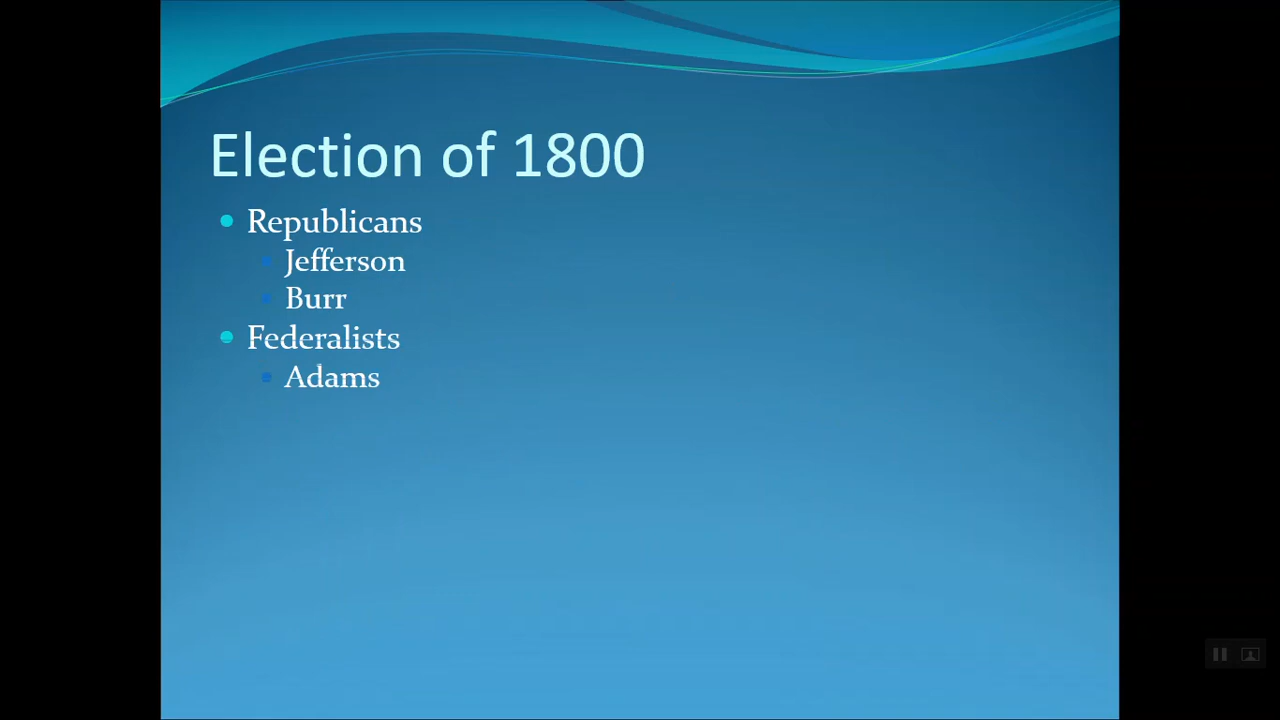 Election of 1800
Republicans
Jefferson
Burr
Federalists
Adams